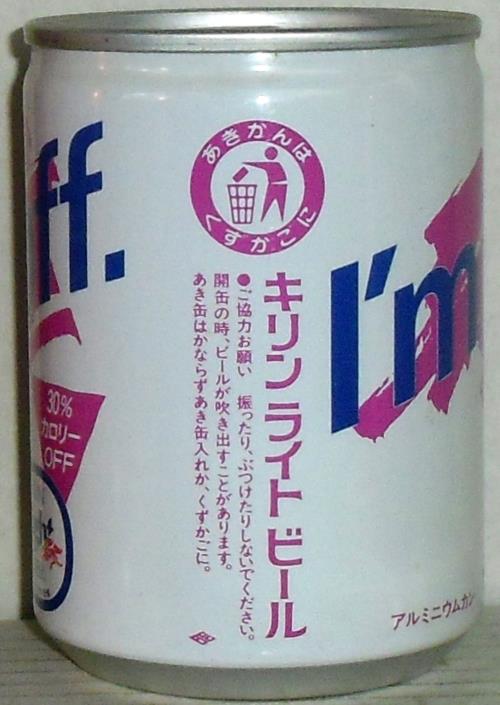 ff.
あきかんは
くずかごに
I'm
キリン ライト ビール
●ご協力お願い 振ったり、ぶつけたりしないでください。
開缶の時、ビールが吹き出すことがあります。
あき缶はかならずあき缶入れか、くずかごに。
30%
カロリー
OFF
アルミニウムカン